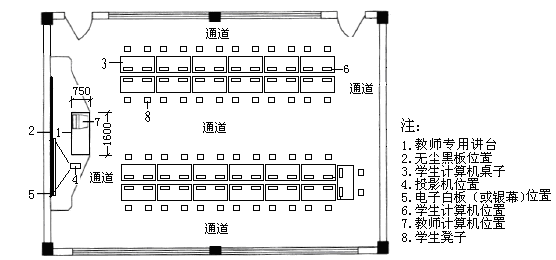 通道
3
6
通道
750
7
8
通道
2
1
1600
4
通道
5
通道
注:
1.教师专用讲台
2.无尘黑板位置
3.学生计算机桌子
4.投影机位置
5.电子白板（或银幕）位置
6.学生计算机位置
7.教师计算机位置
8.学生凳子